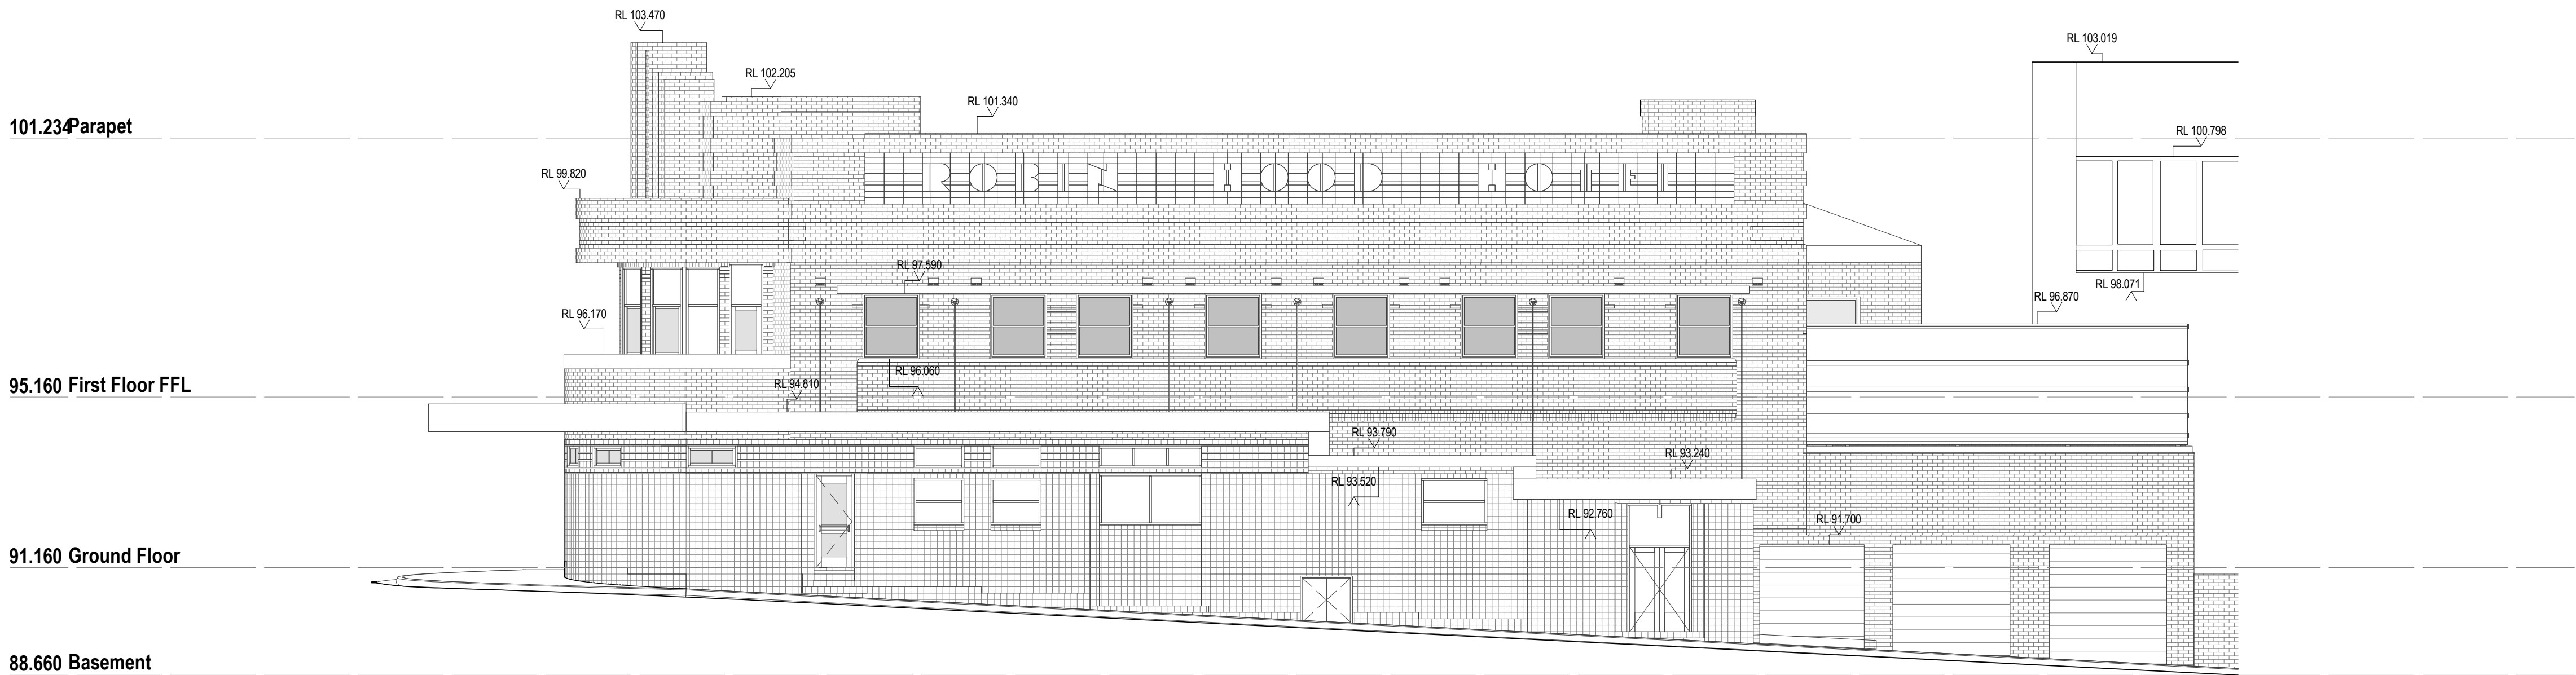 RL 103.470
RL 103.019
RL 102.205
RL 101.340
101.234 Parapet
RL 100.798
RL 99.820
ROBIN HOOD HOTEL
RL 97.590
RL 98.071
RL 96.870
RL 96.170
RL 96.060
95.160 First Floor FFL
RL 94.810
RL 93.790
RL 93.240
RL 93.520
RL 92.760
RL 91.700
91.160 Ground Floor
88.660 Basement